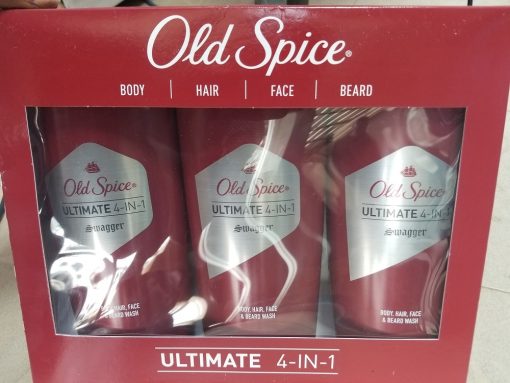 Old Spice®
BODY | HAIR | FACE | BEARD
Old Spice®
ULTIMATE 4-IN-1
Swagger
BODY, HAIR, FACE
& BEARD WASH
Old Spice®
ULTIMATE 4-IN-1
Swagger
BODY, HAIR, FACE
& BEARD WASH
Old Spice®
ULTIMATE 4-IN-1
Swagger
BODY, HAIR, FACE
& BEARD WASH
ULTIMATE 4-IN-1